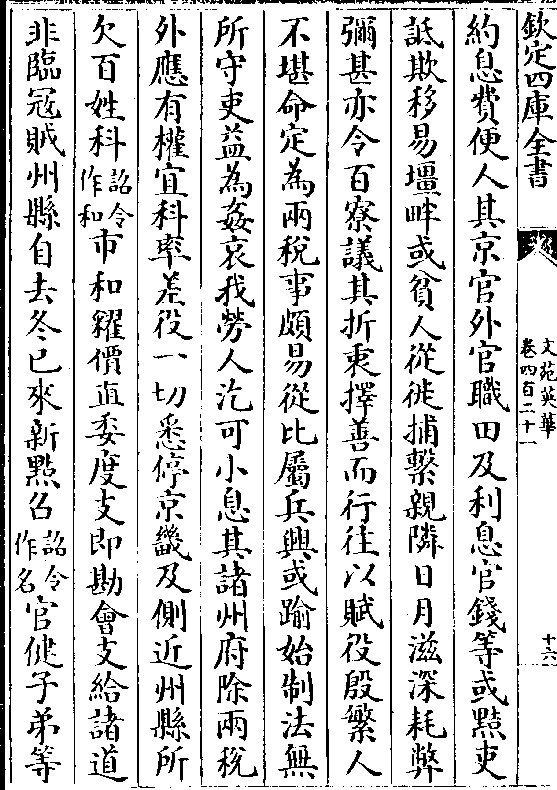 欽定四庫全書
文苑英華
卷四百二十一
十六
約息費便人其京官外官職田及利息官錢等或黠吏
詆欺移易壃畔或貧人從徙捕繫親隣日月滋深耗弊
彌甚亦令百寮議其折衷擇善而行往以賦役殷繁人
不堪命定為兩稅事頗易從比屬兵興或踰始制法無
所守吏益為姦哀我勞人汔可小息其諸州府除兩稅
外應有權宜科率差役一切悉停京畿及側近州縣所
欠百姓科詔令作和市和糴價直委度支即勘會支給諸道
非臨冦賊州縣自去冬已來新點召詔令作名官健子弟等